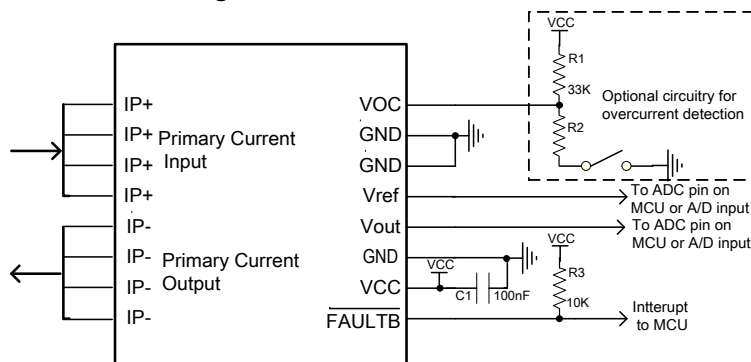 VCC
R1
33K
Optional circuitry for
overcurrent detection
R2
IP+
IP+
IP+
IP+
Primary Current
Input
IP-
IP-
IP-
IP-
Primary Current
Output
VOC
GND
GND
Vref
Vout
GND
VCC
FAULTB
To ADC pin on
MCU or A/D input
To ADC pin on
MCU or A/D input
VCC
C1
100nF
VCC
R3
10K
Intterupt
to MCU